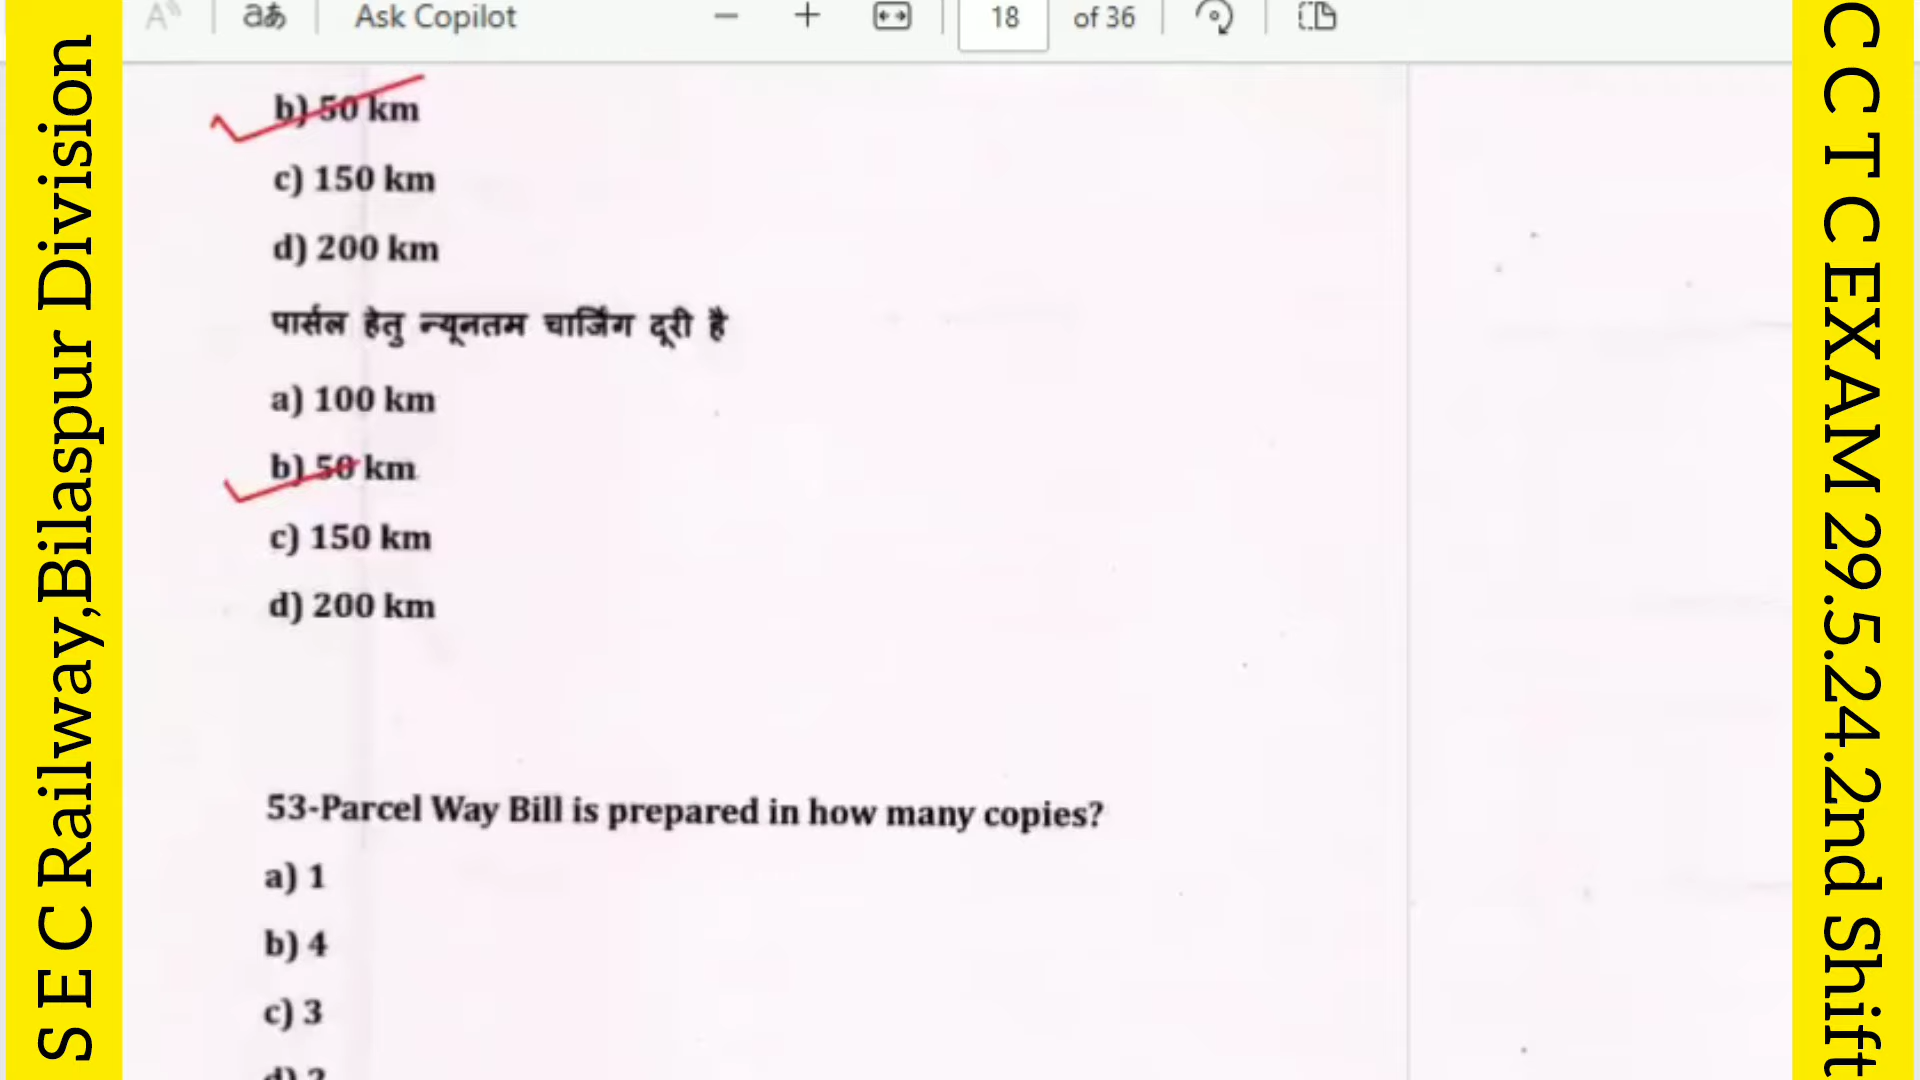 Ask Copilot
18 of 36
b) 50 km
c) 150 km
d) 200 km
पार्सल हेतु न्यूनतम चार्जिंग दूरी है
a) 100 km
b) 50 km
c) 150 km
d) 200 km
53-Parcel Way Bill is prepared in how many copies?
a) 1
b) 4
c) 3
S E C Railway,Bilaspur Division
C C T C EXAM 29.5.24.2nd Shift